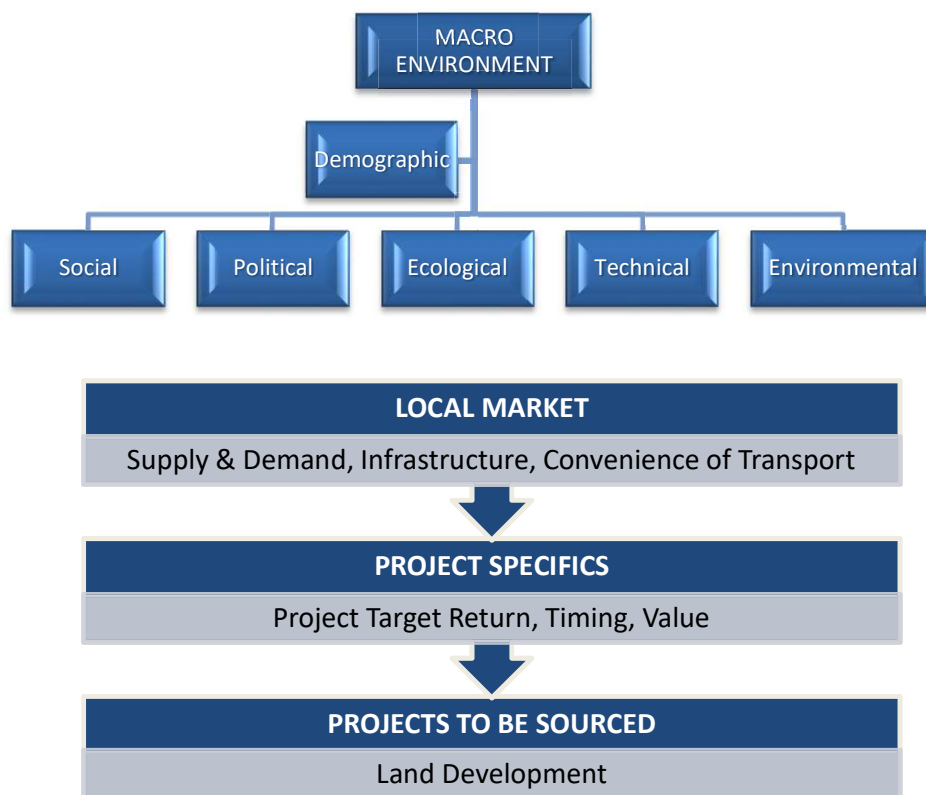 MACRO
ENVIRONMENT
Demographic
Social
Political
Ecological
Technical
Environmental
LOCAL MARKET
Supply & Demand, Infrastructure, Convenience of Transport
PROJECT SPECIFICS
Project Target Return, Timing, Value
PROJECTS TO BE SOURCED
Land Development